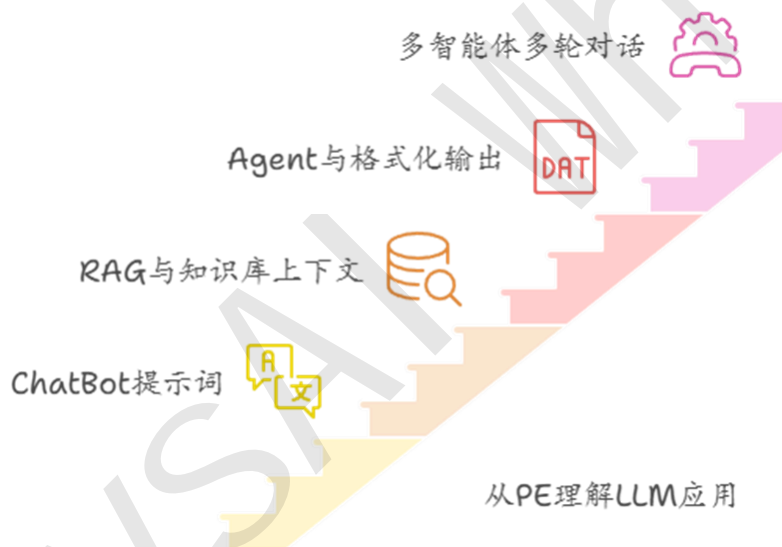 多智能体多轮对话
Agent与格式化输出
DAT
RAG与知识库上下文
A
文
ChatBot提示词
从PE理解LLM应用